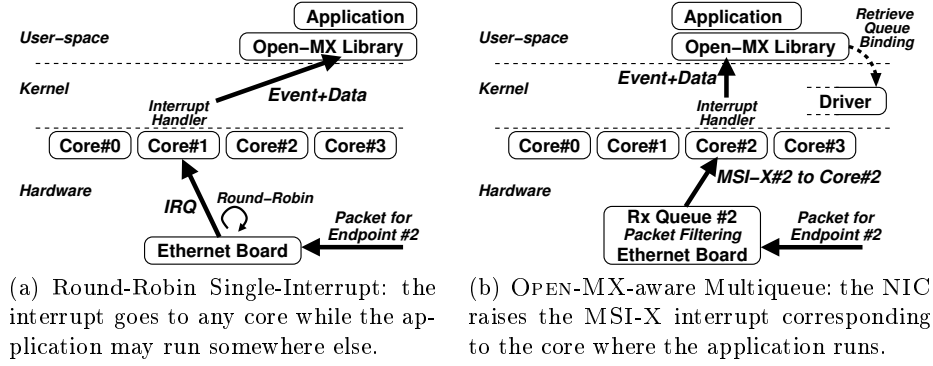 Application
User−space
Open−MX Library
Kernel
Event+Data
Interrupt
Handler
Core#0
Core#1
Core#2
Core#3
Hardware
IRQ
Round−Robin
Packet for
Endpoint #2
Ethernet Board
(a) Round-Robin Single-Interrupt: the
interrupt goes to any core while the ap-
plication may run somewhere else.
Application
Retrieve
Queue
Binding
User−space
Open−MX Library
Kernel
Event+Data
Driver
Interrupt
Handler
Core#0
Core#1
Core#2
Core#3
Hardware
MSI−X#2 to Core#2
Rx Queue #2
Packet Filtering
Ethernet Board
Packet for
Endpoint #2
(b) OPEN-MX-aware Multiqueue: the NIC
raises the MSI-X interrupt corresponding
to the core where the application runs.